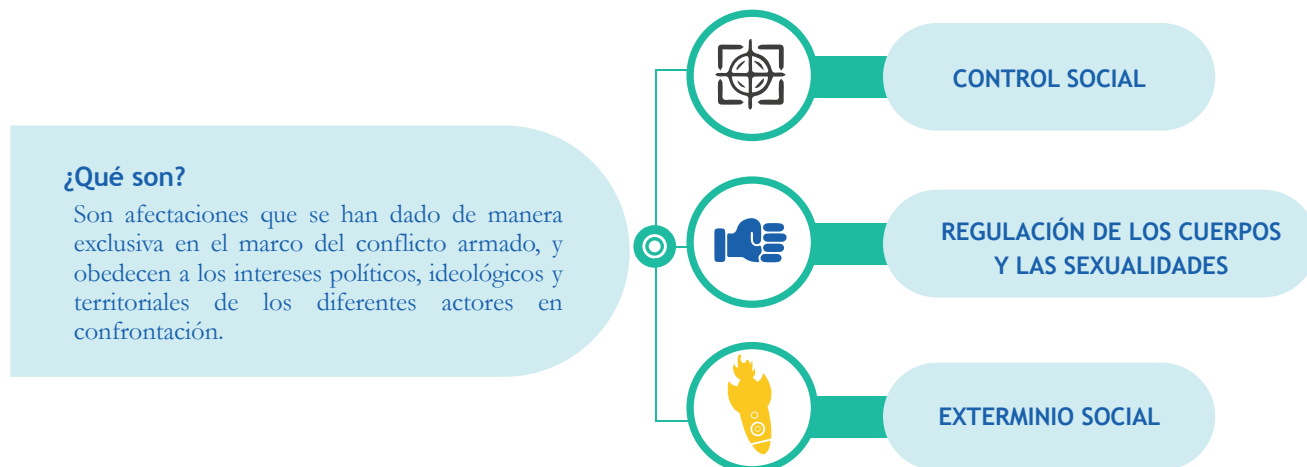 ¿Qué son?
Son afectaciones que se han dado de manera
exclusiva en el marco del conflicto armado, y
obedecen a los intereses políticos, ideológicos y
territoriales de los diferentes actores en
confrontación.
CONTROL SOCIAL
REGULACIÓN DE LOS CUERPOS
Y LAS SEXUALIDADES
EXTERMINIO SOCIAL